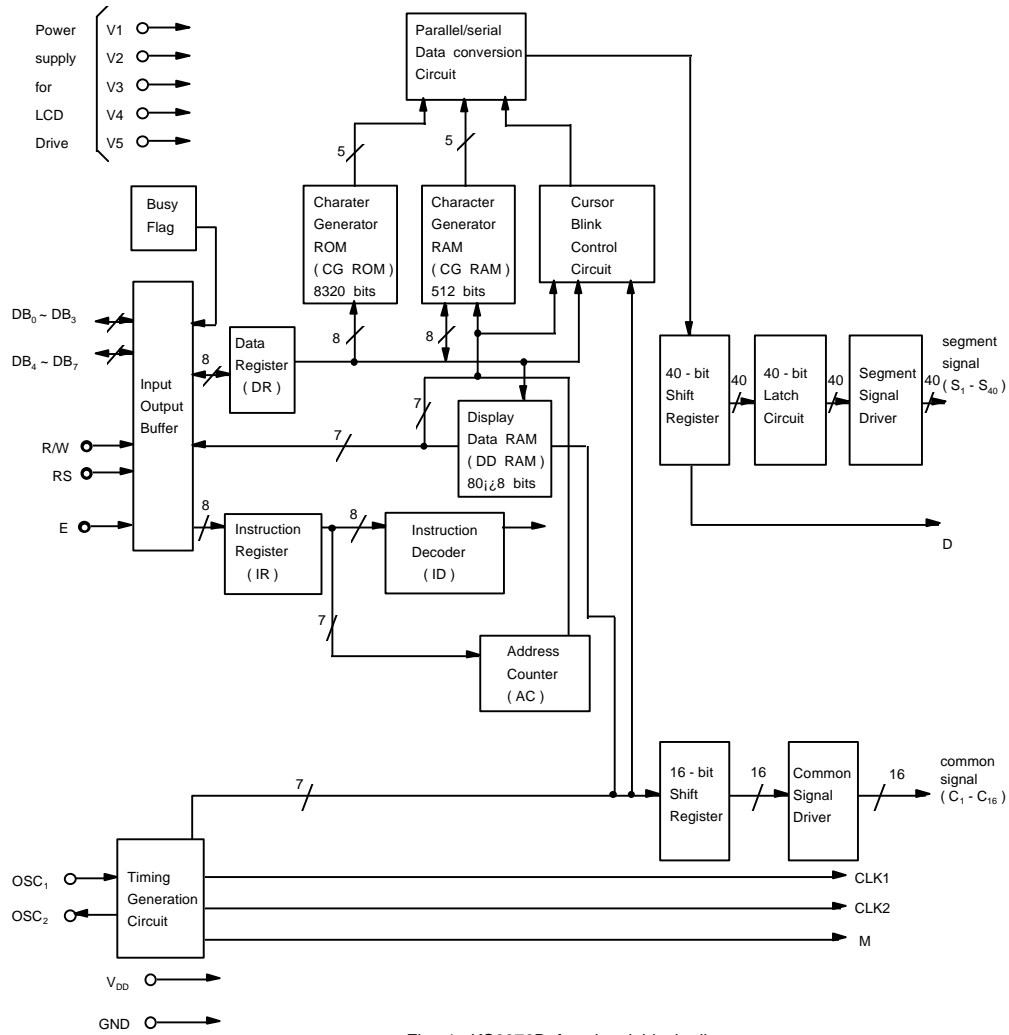 Power V1
supply V2
for V3
LCD V4
Drive V5
Parallel/serial
Data conversion
Circuit
5
5
Busy
Flag
Charater
Generator
ROM
( CG ROM )
8320 bits
Character
Generator
RAM
( CG RAM )
512 bits
Cursor
Blink
Control
Circuit
DB₀ ~ DB₃
DB₄ ~ DB₇
R/W
RS
E
Input
Output
Buffer
8
Data
Register
( DR )
8
8
7
7
Display
Data RAM
( DD RAM )
80¡¿8 bits
40 - bit
Shift
Register
40
40 - bit
Latch
Circuit
40
Segment
Signal
Driver
40
segment
signal
( S₁ - S₄₀ )
D
8
Instruction
Register
( IR )
8
Instruction
Decoder
( ID )
7
Address
Counter
( AC )
7
16 - bit
Shift
Register
16
Common
Signal
Driver
16
common
signal
( C₁ - C₁₆ )
OSC₁
OSC₂
Timing
Generation
Circuit
CLK1
CLK2
M
V_DD
GND